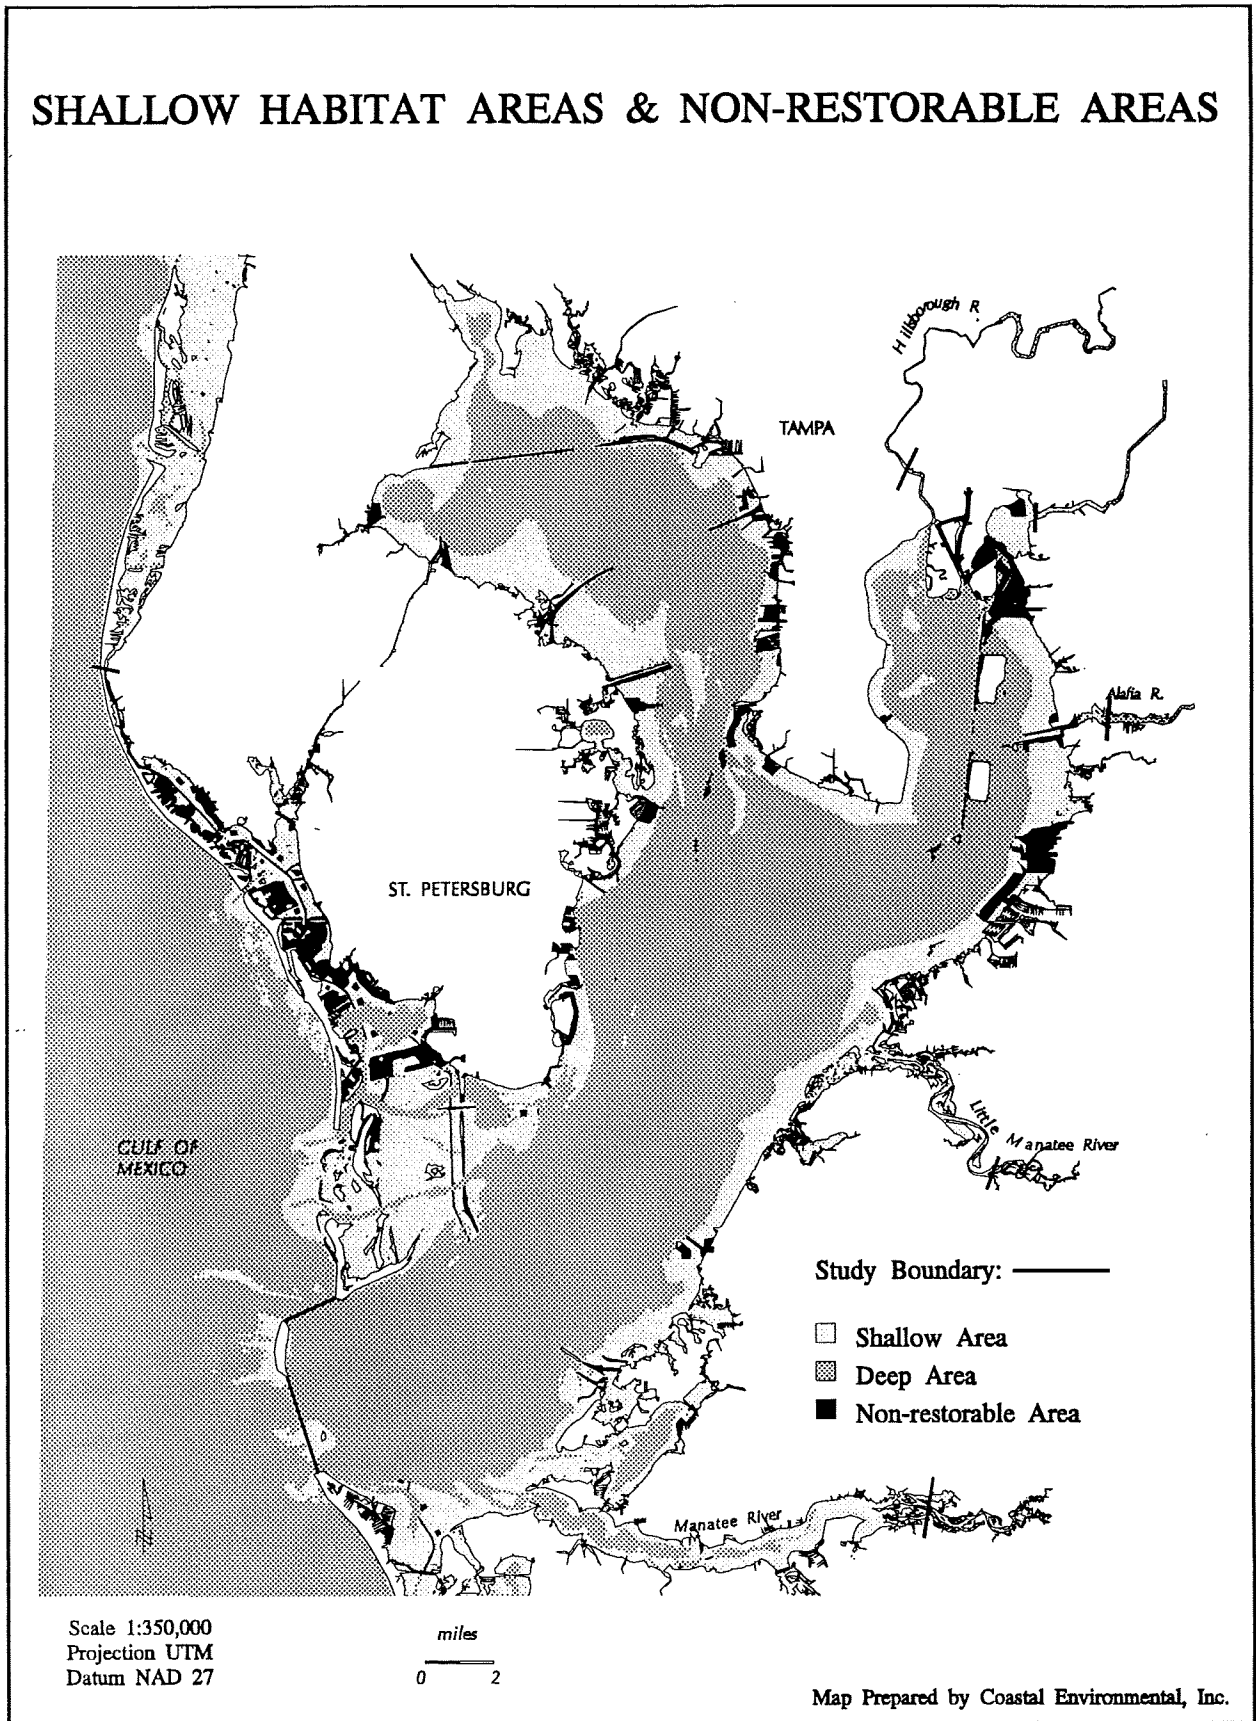 SHALLOW HABITAT AREAS & NON-RESTORABLE AREAS
Hillsborough R.
TAMPA
Alafia R.
ST. PETERSBURG
GULF OF
MEXICO
Little Manatee River
Study Boundary:
Shallow Area
Deep Area
Non-restorable Area
Manatee River
Scale 1:350,000
Projection UTM
Datum NAD 27
miles
0 2
Map Prepared by Coastal Environmental, Inc.